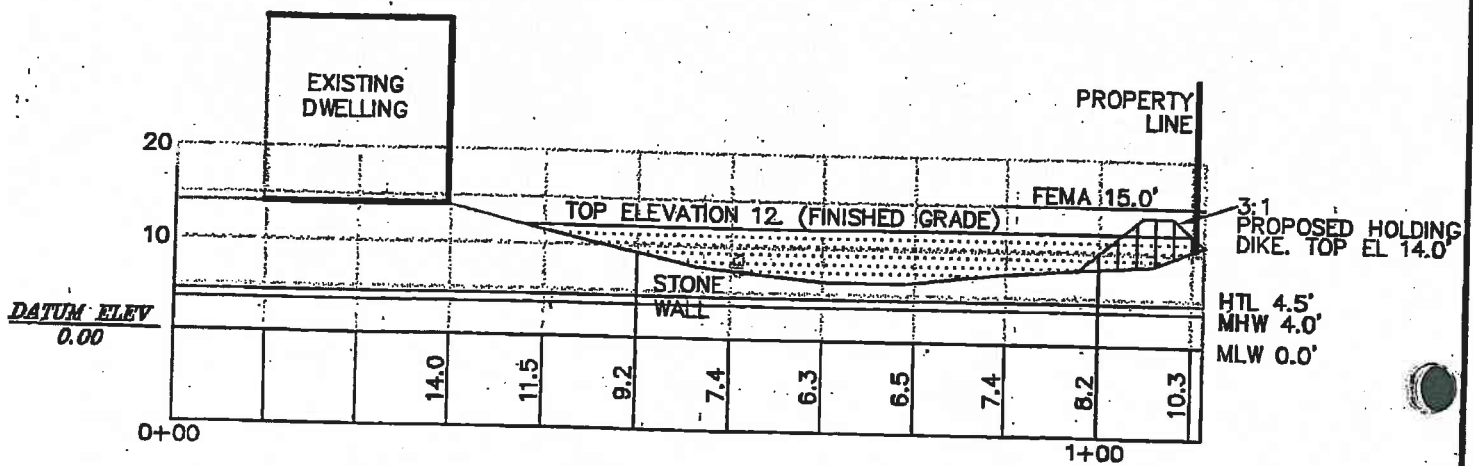 EXISTING
DWELLING
PROPERTY
LINE
20
FEMA 15.0'
TOP ELEVATION 12. (FINISHED GRADE)
3:1
PROPOSED HOLDING
DIKE. TOP EL 14.0'
10
STONE
WALL
HTL 4.5'
MHW 4.0'
DATUM ELEV
0.00
MLW 0.0'
14.0
11.5
9.2
7.4
6.3
6.5
7.4
8.2
10.3
0+00
1+00